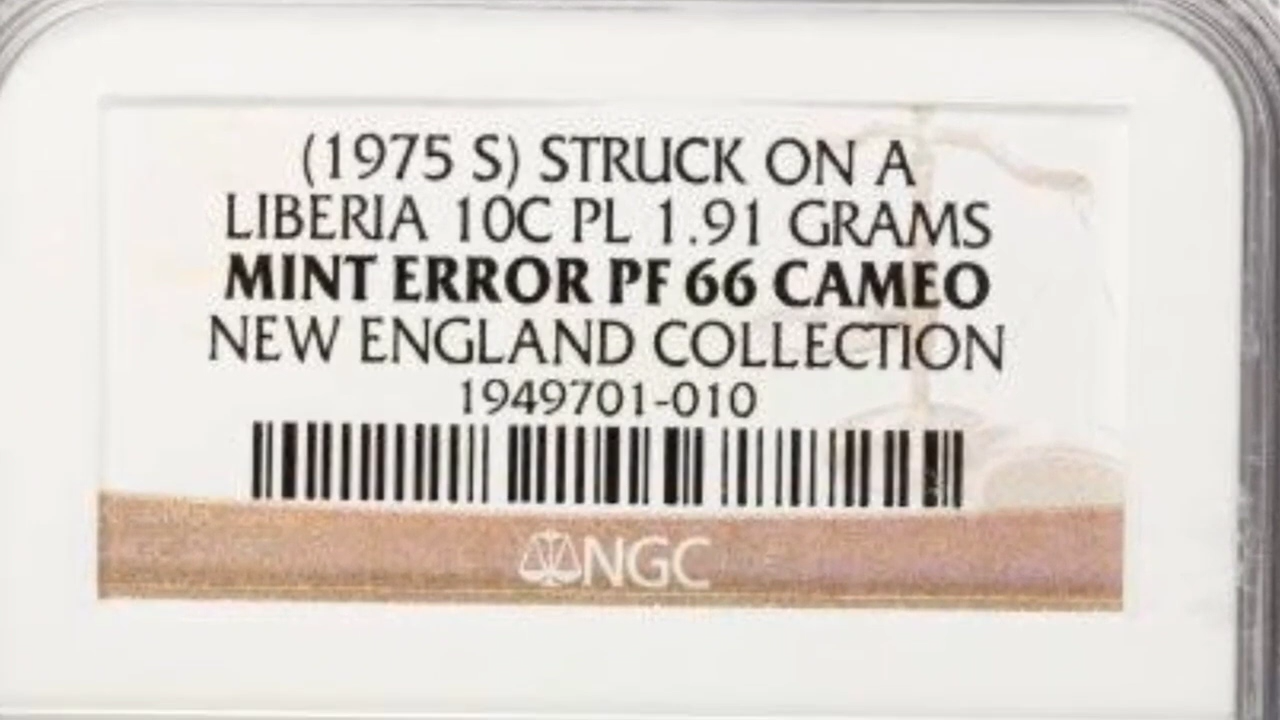 (1975 S) STRUCK ON A
LIBERIA 10C PL 1.91 GRAMS
MINT ERROR PF 66 CAMEO
NEW ENGLAND COLLECTION
1949701-010
NGC